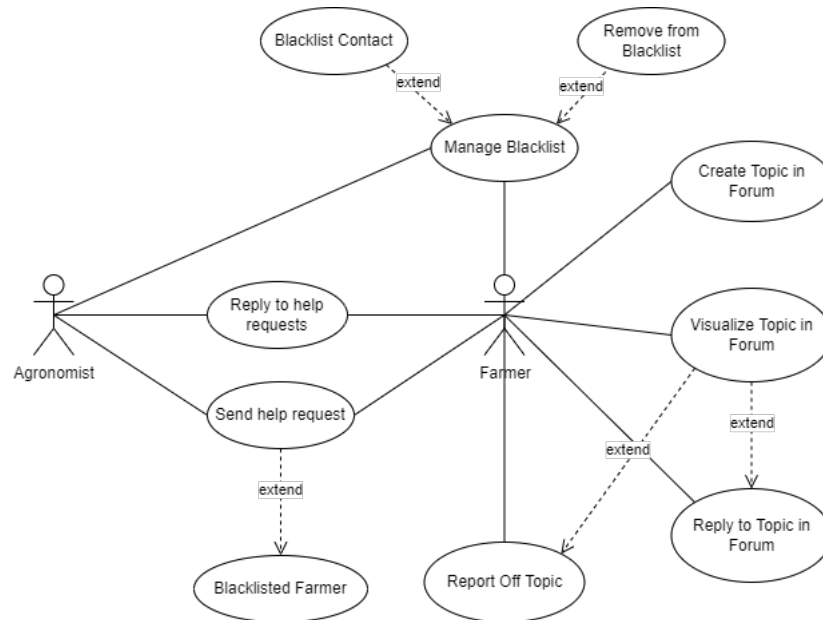 Blacklist Contact
Remove from
Blacklist
extend
extend
Manage Blacklist
Create Topic in
Forum
Reply to help
requests
Visualize Topic in
Forum
Agronomist
Farmer
Send help request
extend
extend
extend
Reply to Topic in
Forum
Blacklisted Farmer
Report Off Topic